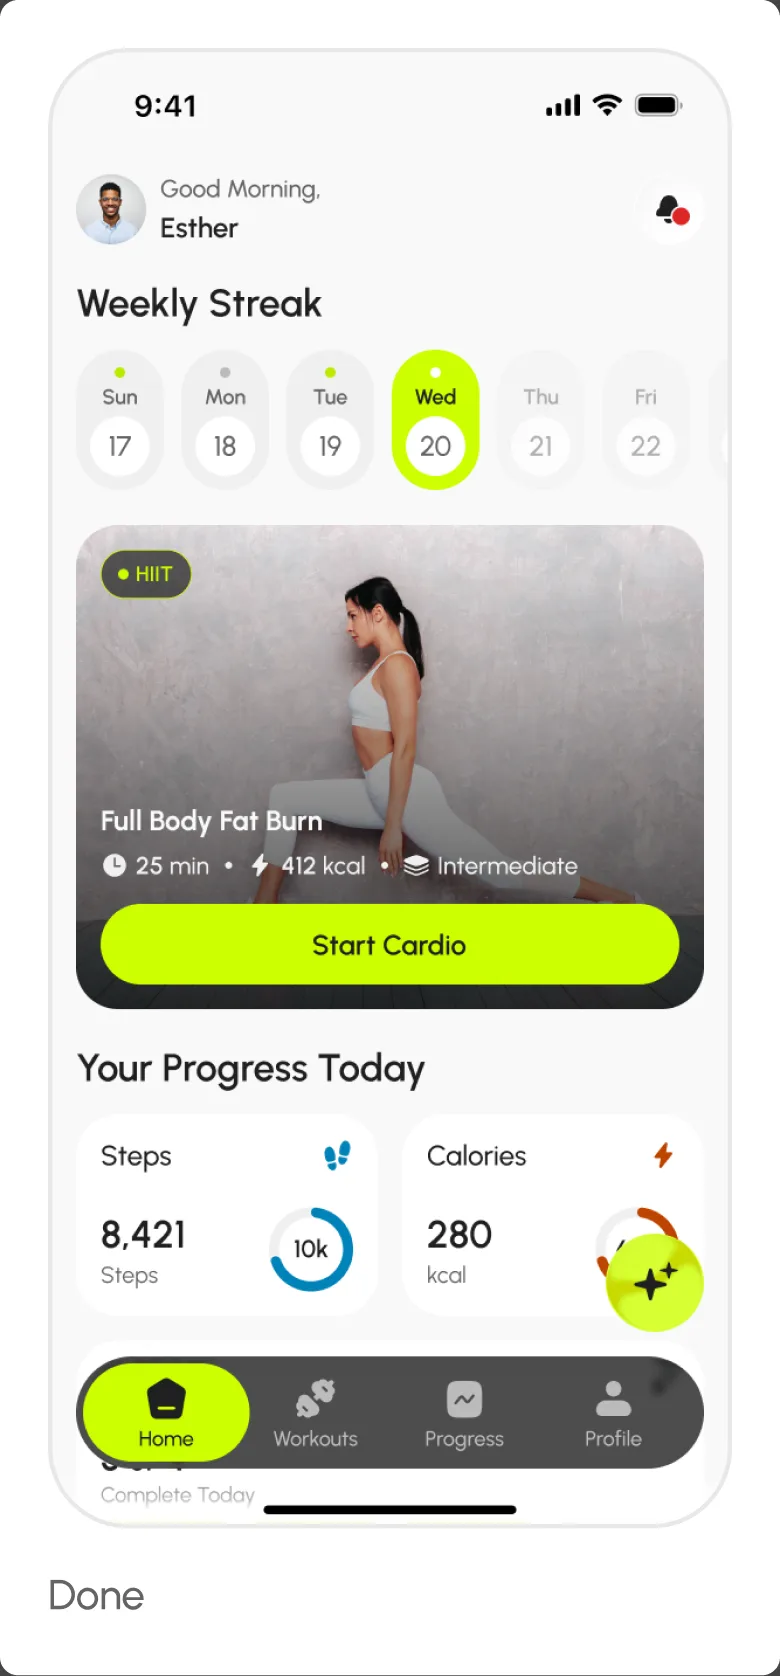 9:41
Good Morning,
Esther
Weekly Streak
Sun Mon Tue Wed Thu Fri
17 18 19 20 21 22
HIIT
Full Body Fat Burn
25 min • 412 kcal • Intermediate
Start Cardio
Your Progress Today
Steps
8,421
Steps
10k
Calories
280
kcal
Home Workouts Progress Profile
Complete Today
Done